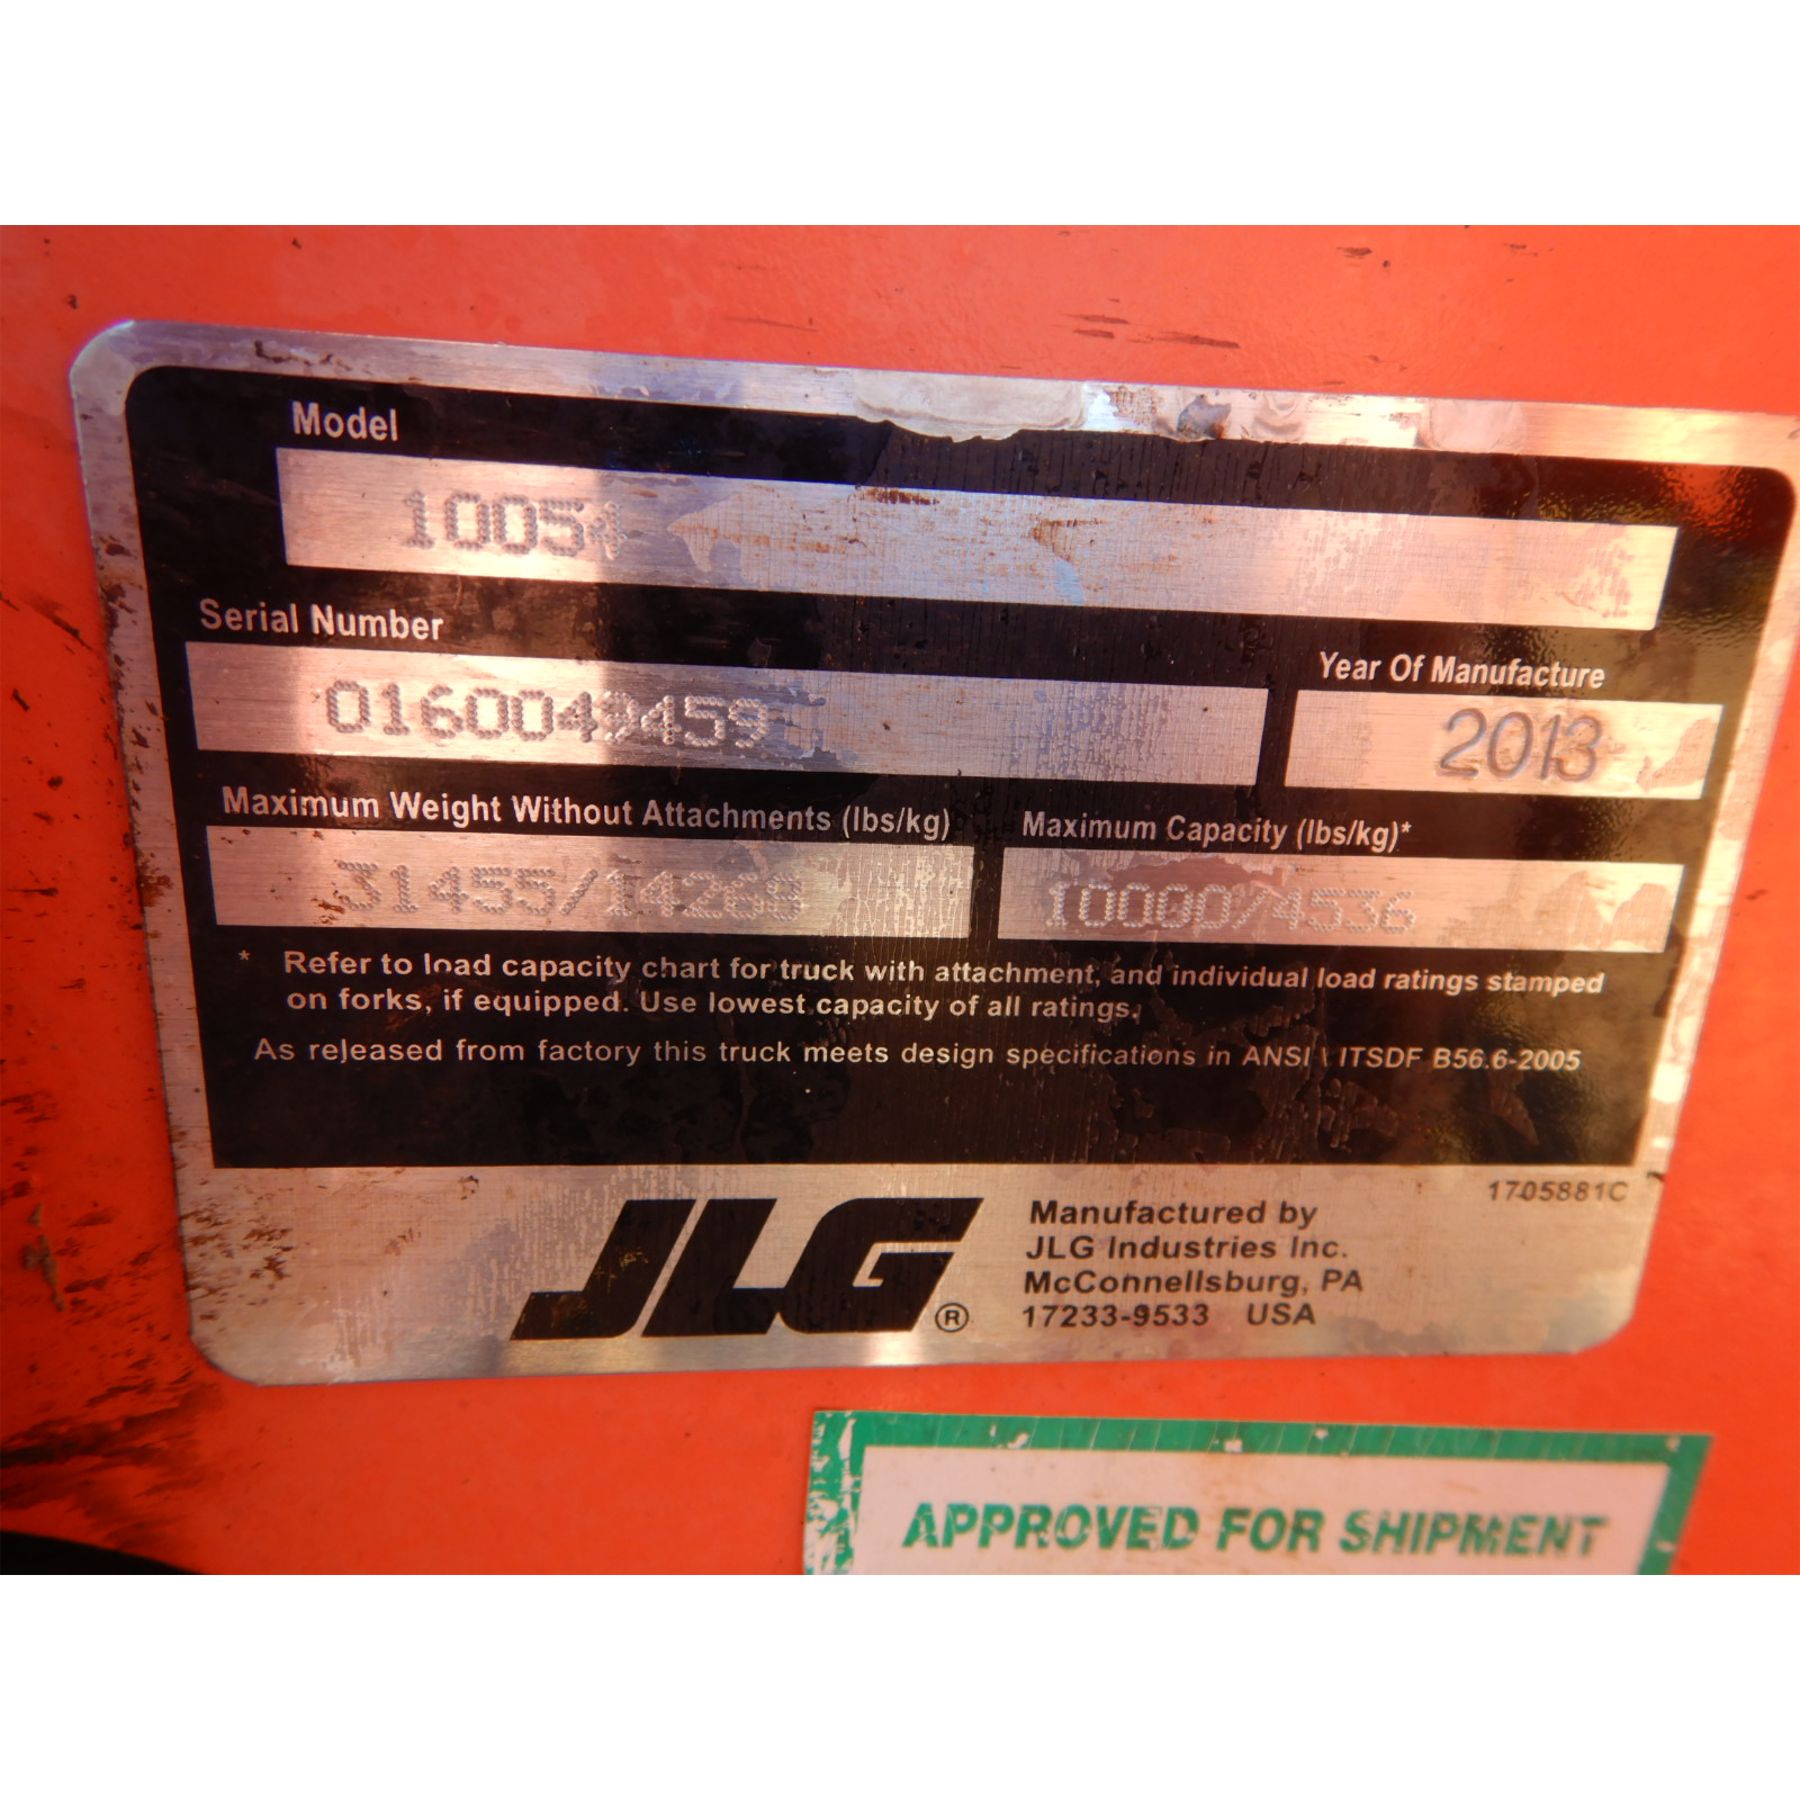 Model
10054
Serial Number
0160049459
Year Of Manufacture
2013
Maximum Weight Without Attachments (lbs/kg)
31455/14268
Maximum Capacity (lbs/kg)*
10000/4536
* Refer to load capacity chart for truck with attachment, and individual load ratings stamped
on forks, if equipped. Use lowest capacity of all ratings.
As released from factory this truck meets design specifications in ANSI \ ITSDF B56.6-2005
1705881C
JLG®
Manufactured by
JLG Industries Inc.
McConnellsburg, PA
17233-9533 USA
APPROVED FOR SHIPMENT